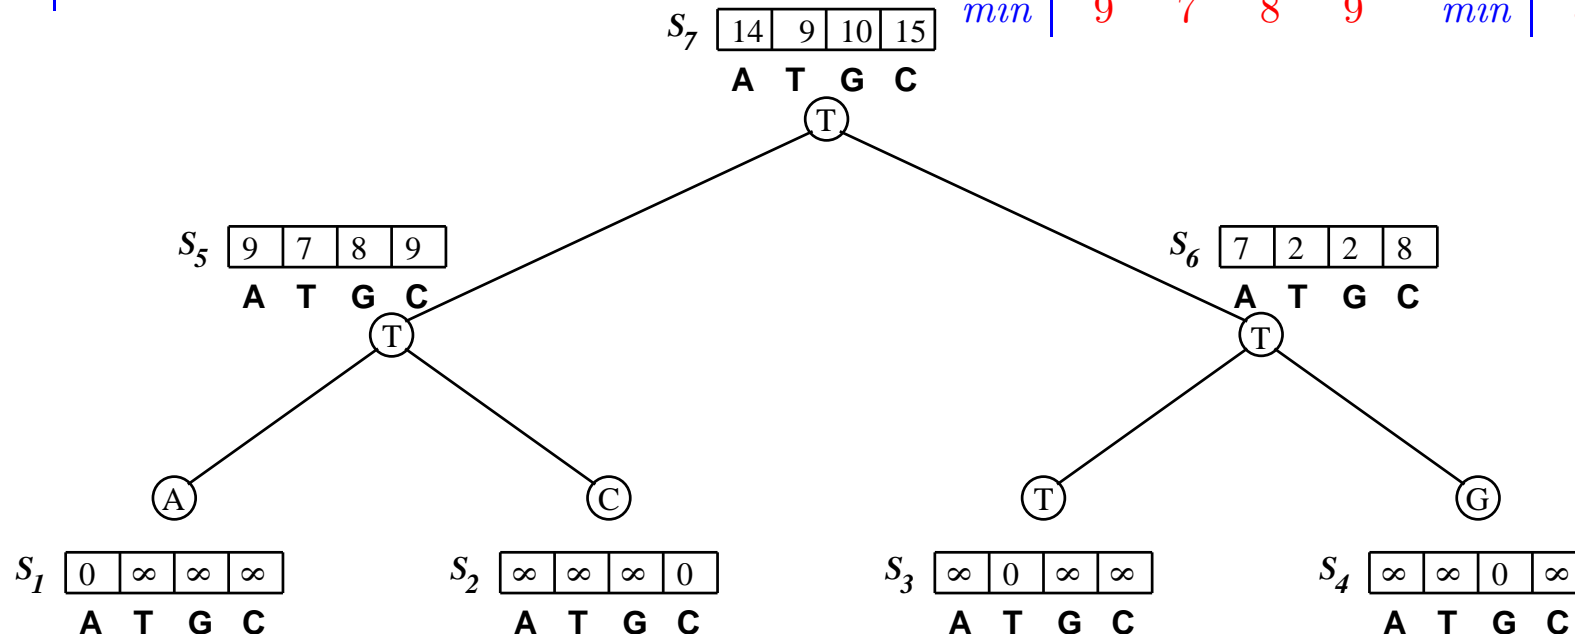 min 9 7 8 9 min
S7 14 9 10 15
A T G C
T
S5 9 7 8 9
A T G C
T
S6 7 2 2 8
A T G C
T
A C T G
S1 0 ∞ ∞ ∞
A T G C
S2 ∞ ∞ ∞ 0
A T G C
S3 ∞ 0 ∞ ∞
A T G C
S4 ∞ ∞ 0 ∞
A T G C